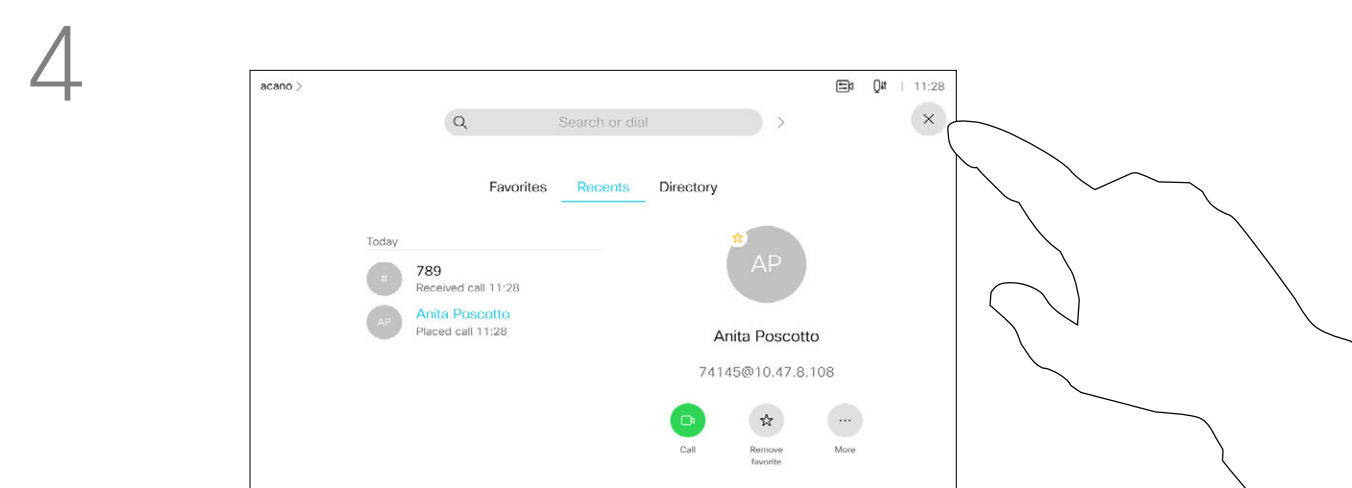 4
acano >
| 11:28
Search or dial
Favorites Recents Directory
Today
#
789
Received call 11:28
AP
Anita Poscotto
Placed call 11:28
AP
Anita Poscotto
74145@10.47.8.108
Call
Remove
favorite
More